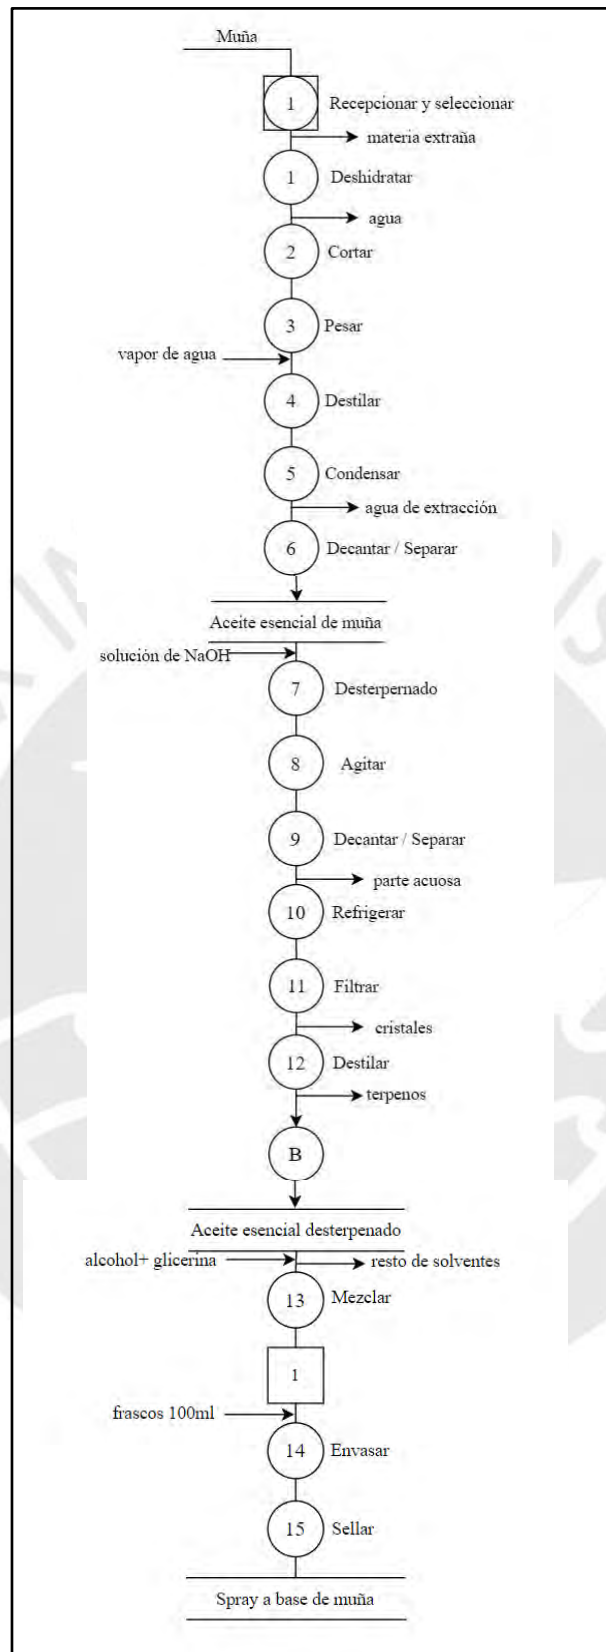 Muña
1 Recepcionar y seleccionar
materia extraña
1 Deshidratar
agua
2 Cortar
3 Pesar
vapor de agua
4 Destilar
5 Condensar
agua de extracción
6 Decantar / Separar
Aceite esencial de muña
solución de NaOH
7 Desterpernado
8 Agitar
9 Decantar / Separar
parte acuosa
10 Refrigerar
11 Filtrar
cristales
12 Destilar
terpenos
B
Aceite esencial desterpenado
alcohol+ glicerina resto de solventes
13 Mezclar
1
frascos 100ml
14 Envasar
15 Sellar
Spray a base de muña